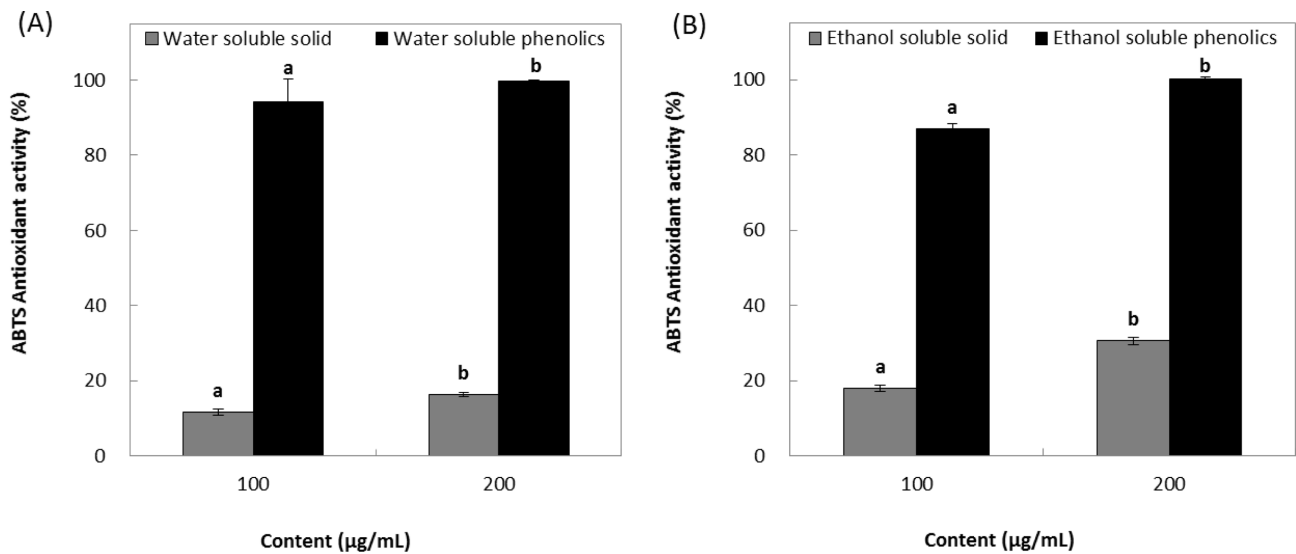 (A)
Water soluble solid
Water soluble phenolics
ABTS Antioxidant activity (%)
100
80
60
40
20
0
a
a
b
b
100
200
Content (µg/mL)
(B)
Ethanol soluble solid
Ethanol soluble phenolics
ABTS Antioxidant activity (%)
100
80
60
40
20
0
a
a
b
b
100
200
Content (µg/mL)